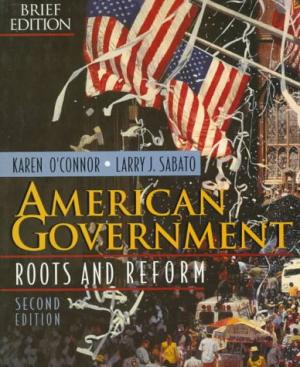 BRIEF
EDITION
KAREN O'CONNOR • LARRY J. SABATO
AMERICAN
GOVERNMENT
ROOTS AND REFORM
SECOND
EDITION